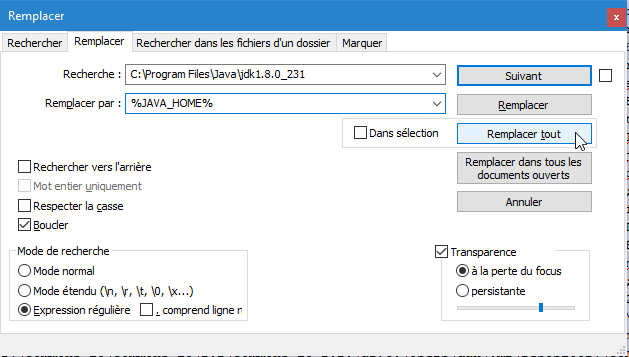 Remplacer
Rechercher Remplacer Rechercher dans les fichiers d'un dossier Marquer
Recherche : C:\Program Files\Java\jdk1.8.0_231 Suivant
Remplacer par : %JAVA_HOME% Remplacer
Dans sélection Remplacer tout
Remplacer dans tous les
documents ouverts
Rechercher vers l'arrière
Mot entier uniquement
Respecter la casse Annuler
Boucler
Mode de recherche Transparence
Mode normal à la perte du focus
Mode étendu (\n, \r, \t, \0, \x...) persistante
Expression régulière . comprend ligne n